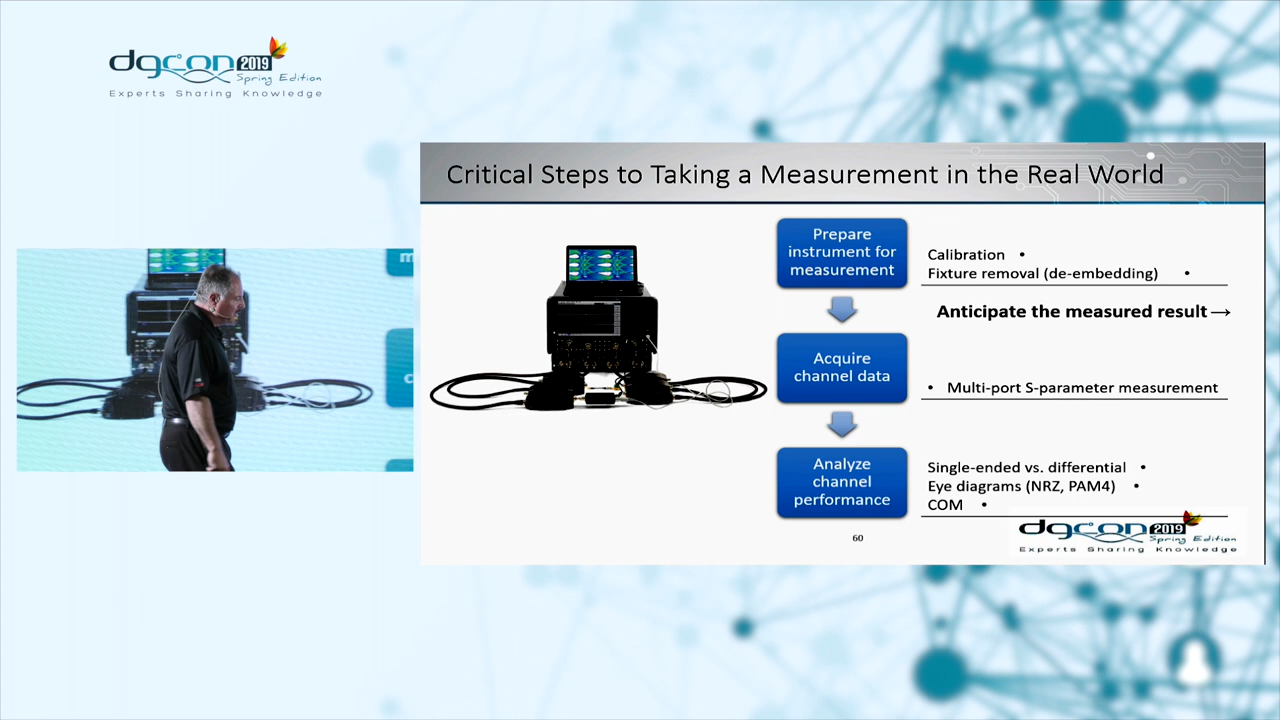 dgcon 2019
Spring Edition
Experts Sharing Knowledge
Critical Steps to Taking a Measurement in the Real World
Prepare
instrument for
measurement
Calibration •
Fixture removal (de-embedding) •
Anticipate the measured result →
Acquire
channel data
• Multi-port S-parameter measurement
Analyze
channel
performance
Single-ended vs. differential •
Eye diagrams (NRZ, PAM4) •
COM •
60
dgcon 2019
Spring Edition
Experts Sharing Knowledge